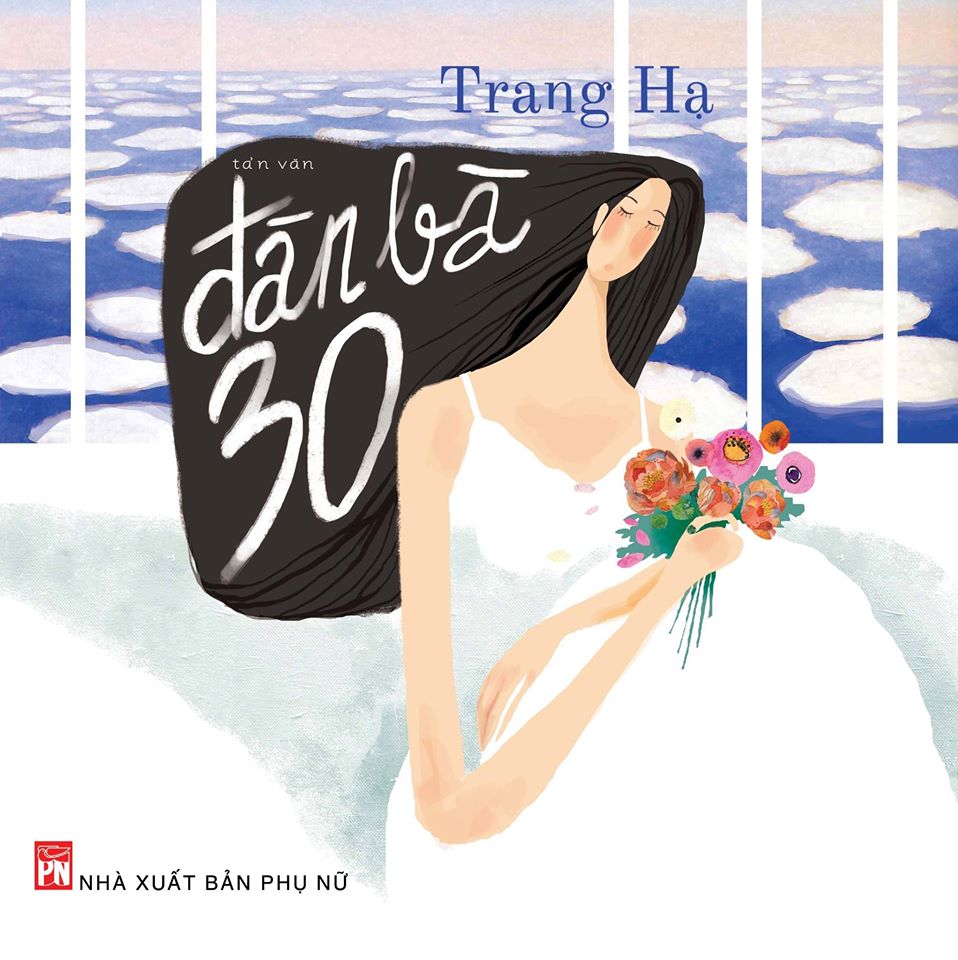 Trang Hạ
tản văn
đàn bà
30
PN
NHÀ XUẤT BẢN PHỤ NỮ